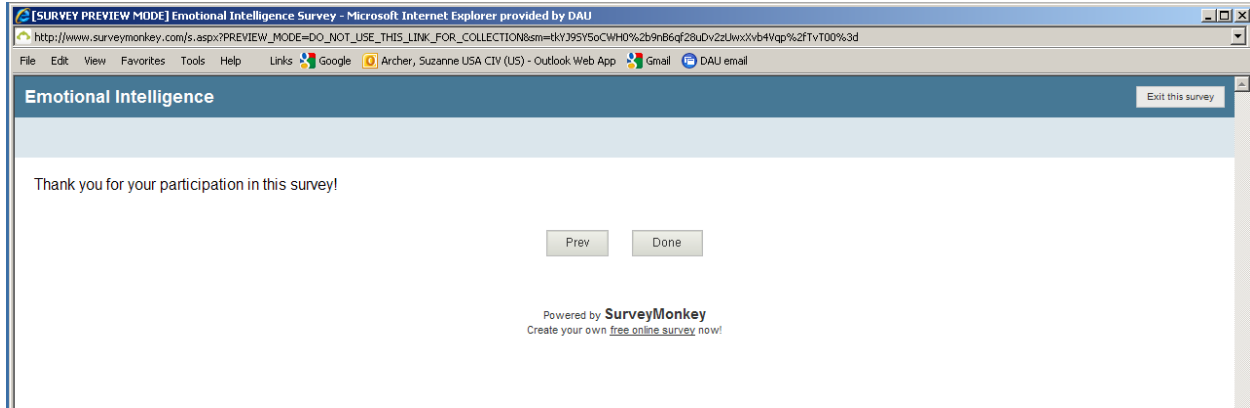 [SURVEY PREVIEW MODE] Emotional Intelligence Survey - Microsoft Internet Explorer provided by DAU
http://www.surveymonkey.com/s.aspx?PREVIEW_MODE=DO_NOT_USE_THIS_LINK_FOR_COLLECTION&sm=tkYJ9SY5oCWH0%2b9nB6qf28uDv2zUwxXvb4Vqp%2fTvT00%3d
File Edit View Favorites Tools Help Links Google Archer, Suzanne USA CIV (US) - Outlook Web App Gmail DAU email
Emotional Intelligence
Exit this survey
Thank you for your participation in this survey!
Prev Done
Powered by SurveyMonkey
Create your own free online survey now!